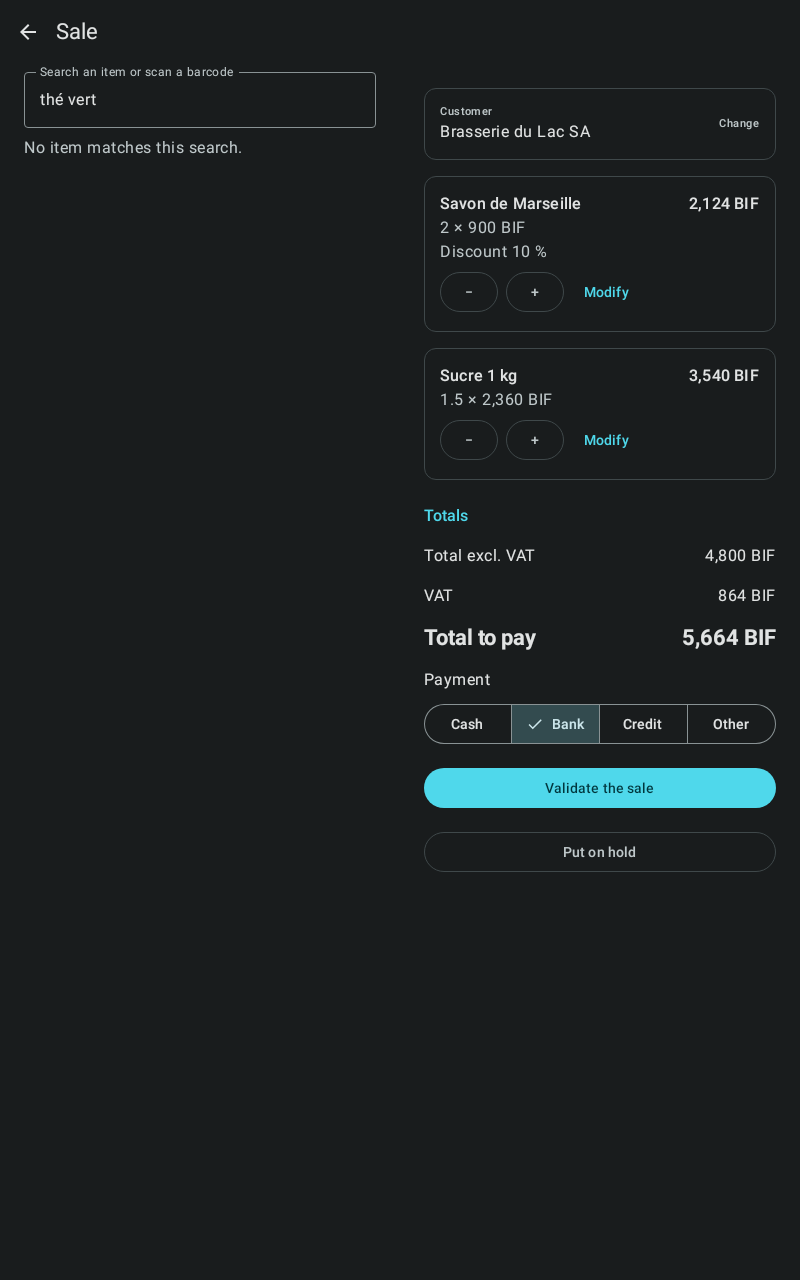 Sale
Search an item or scan a barcode
thé vert
No item matches this search.
Customer
Brasserie du Lac SA
Change
Savon de Marseille 2,124 BIF
2 × 900 BIF
Discount 10 %
− + Modify
Sucre 1 kg 3,540 BIF
1.5 × 2,360 BIF
− + Modify
Totals
Total excl. VAT 4,800 BIF
VAT 864 BIF
Total to pay 5,664 BIF
Payment
Cash Bank Credit Other
Validate the sale
Put on hold